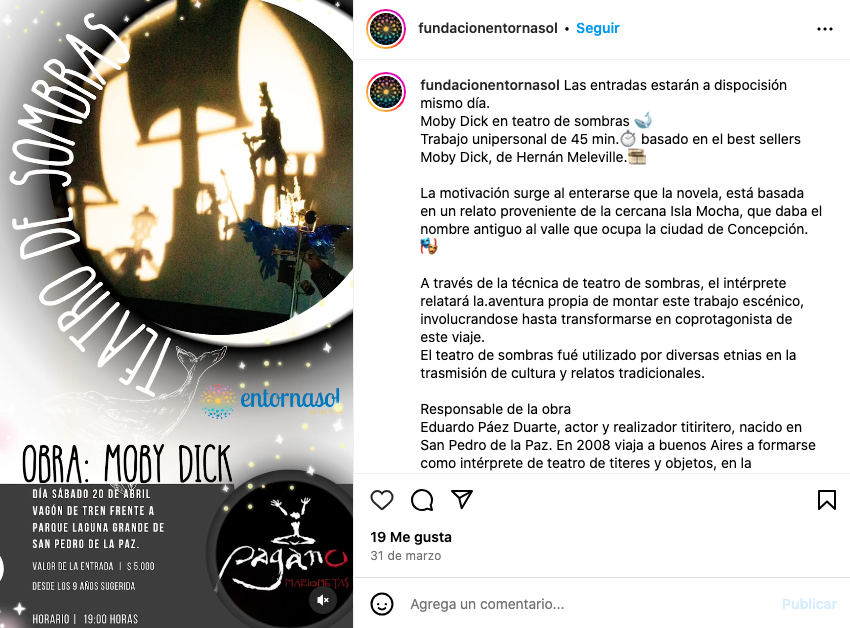 TEATRO DE SOMBRAS
entornasol
OBRA: MOBY DICK
DÍA SÁBADO 20 DE ABRIL
VAGÓN DE TREN FRENTE A
PARQUE LAGUNA GRANDE DE
SAN PEDRO DE LA PAZ.
VALOR DE LA ENTRADA | $ 5.000
DESDE LOS 9 AÑOS SUGERIDA
HORARIO | 19:00 HORAS
pagano
MARIONETAS
fundacionentornasol • Seguir
fundacionentornasol Las entradas estarán a dispocisión
mismo día.
Moby Dick en teatro de sombras 🐋
Trabajo unipersonal de 45 min.⏱️ basado en el best sellers
Moby Dick, de Hernán Meleville.📚
La motivación surge al enterarse que la novela, está basada
en un relato proveniente de la cercana Isla Mocha, que daba el
nombre antiguo al valle que ocupa la ciudad de Concepción.
🎭
A través de la técnica de teatro de sombras, el intérprete
relatará la.aventura propia de montar este trabajo escénico,
involucrandose hasta transformarse en coprotagonista de
este viaje.
El teatro de sombras fué utilizado por diversas etnias en la
trasmisión de cultura y relatos tradicionales.
Responsable de la obra
Eduardo Páez Duarte, actor y realizador titiritero, nacido en
San Pedro de la Paz. En 2008 viaja a buenos Aires a formarse
como intérprete de teatro de titeres y objetos, en la
19 Me gusta
31 de marzo
Agrega un comentario...
Publicar